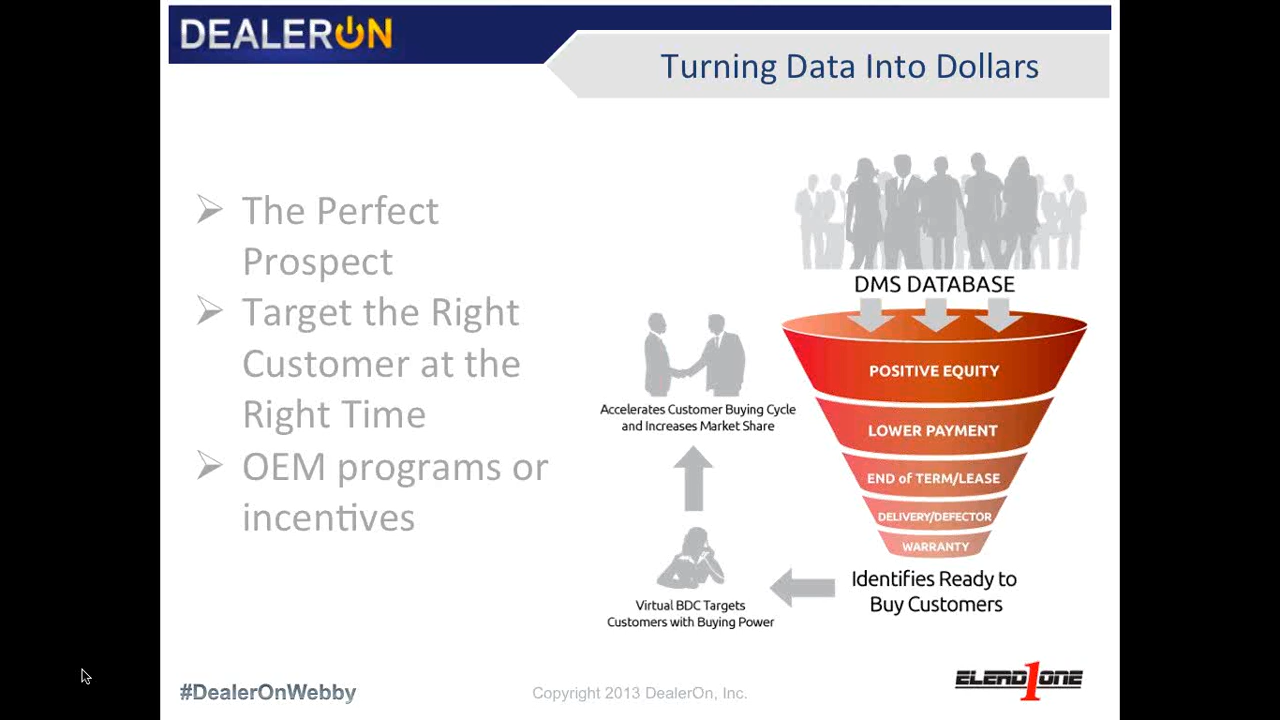 DEALERON
Turning Data Into Dollars
The Perfect
Prospect
Target the Right
Customer at the
Right Time
OEM programs or
incentives
DMS DATABASE
POSITIVE EQUITY
LOWER PAYMENT
END of TERM/LEASE
DELIVERY/DEFECTOR
WARRANTY
Identifies Ready to
Buy Customers
Virtual BDC Targets
Customers with Buying Power
Accelerates Customer Buying Cycle
and Increases Market Share
#DealerOnWebby
Copyright 2013 DealerOn, Inc.
ELEAD1ONE